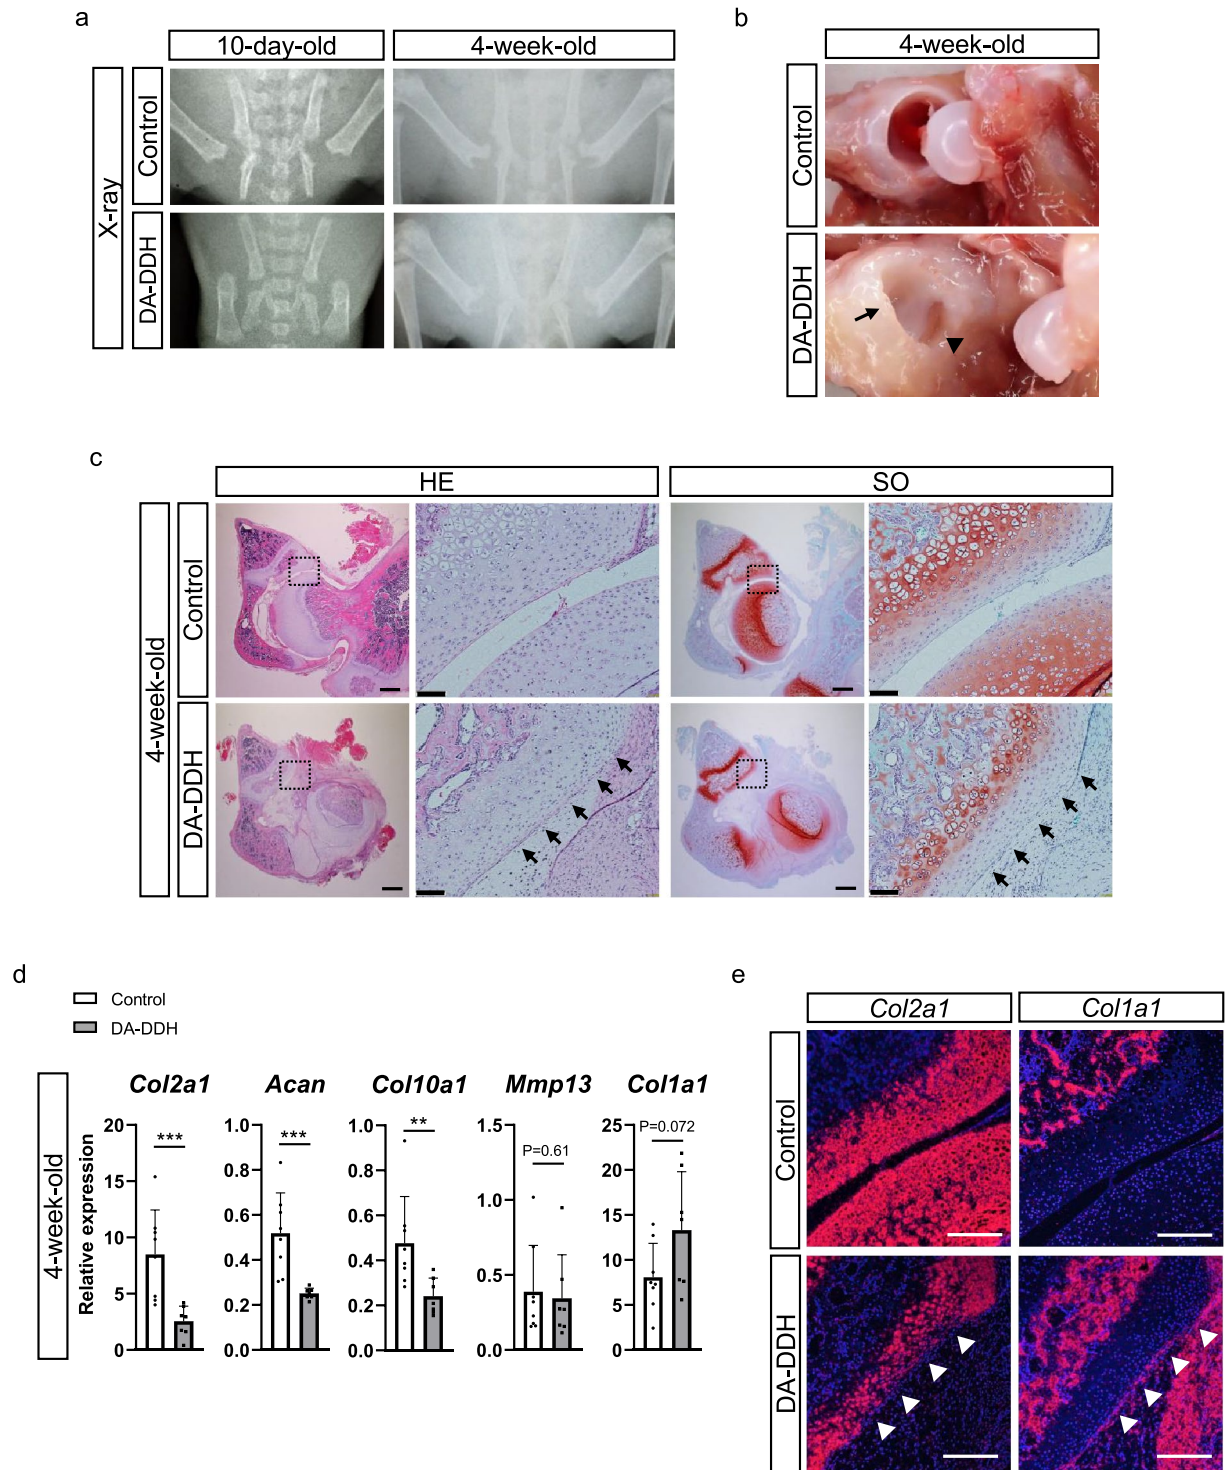 a
10-day-old
4-week-old
X-ray
Control
DA-DDH
b
4-week-old
Control
DA-DDH
c
HE
SO
4-week-old
Control
DA-DDH
d
Control
DA-DDH
4-week-old
Relative expression
Col2a1
20
15
10
5
0
***
Acan
1.0
0.8
0.6
0.4
0.2
0.0
***
Col10a1
1.0
0.8
0.6
0.4
0.2
0.0
**
Mmp13
1.5
1.0
0.5
0.0
P=0.61
Col1a1
25
20
15
10
5
0
P=0.072
e
Col2a1
Col1a1
Control
DA-DDH